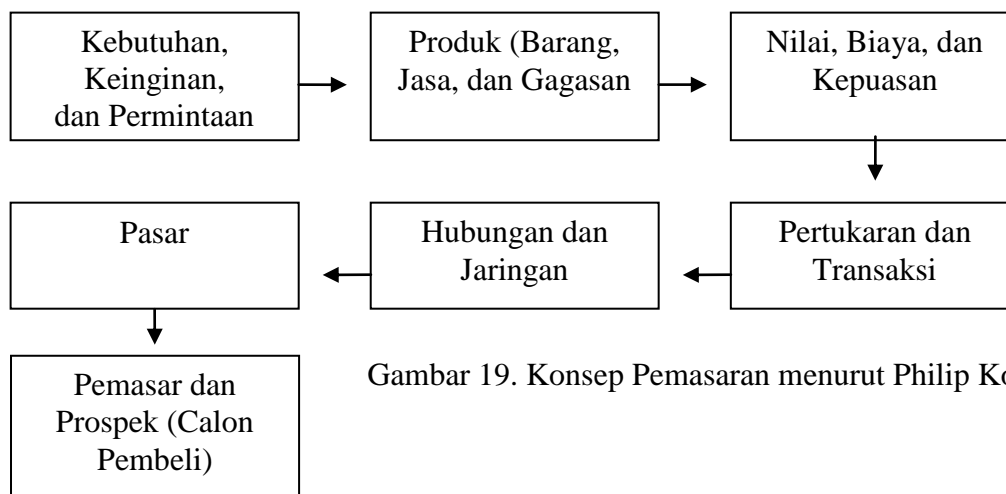 Kebutuhan,
Keinginan,
dan Permintaan
Produk (Barang,
Jasa, dan Gagasan
Nilai, Biaya, dan
Kepuasan
Pertukaran dan
Transaksi
Hubungan dan
Jaringan
Pasar
Pemasar dan
Prospek (Calon
Pembeli)
Gambar 19. Konsep Pemasaran menurut Philip